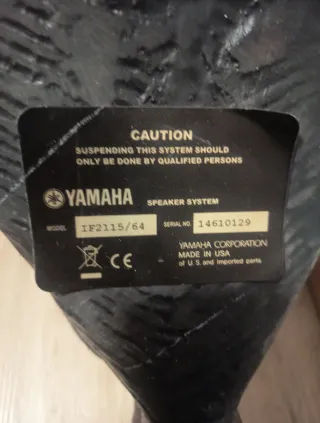 CAUTION
SUSPENDING THIS SYSTEM SHOULD
ONLY BE DONE BY QUALIFIED PERSONS
YAMAHA SPEAKER SYSTEM
MODEL IF2115/64 SERIAL NO. 14610129
CE YAMAHA CORPORATION
MADE IN USA
of U.S. and imported parts